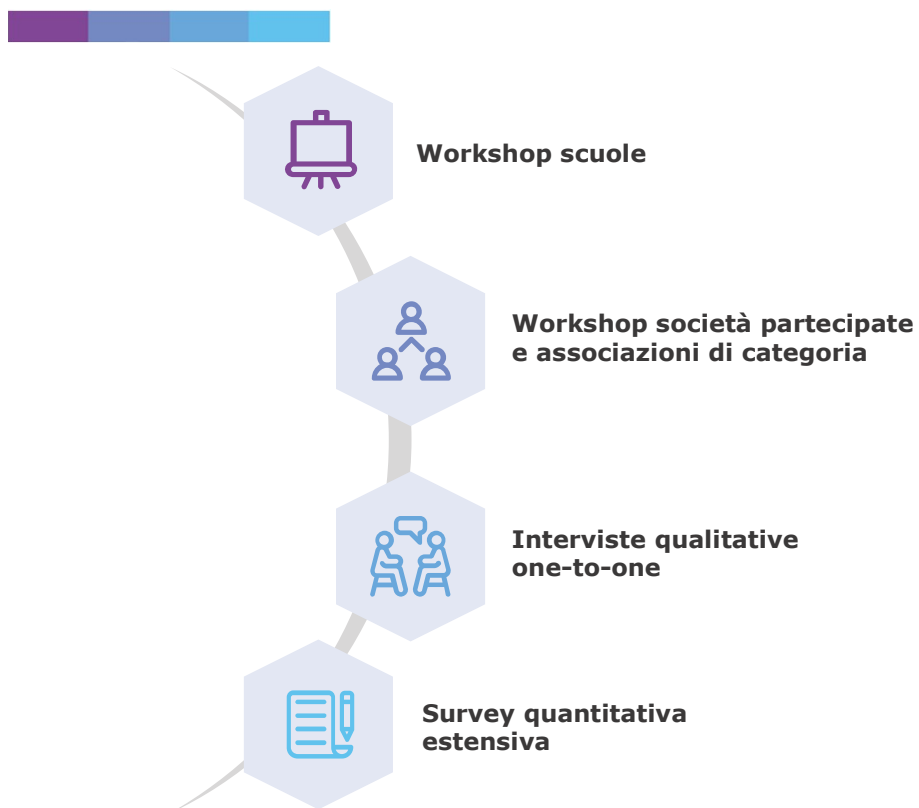 Workshop scuole
Workshop società partecipate
e associazioni di categoria
Interviste qualitative
one-to-one
Survey quantitativa
estensiva